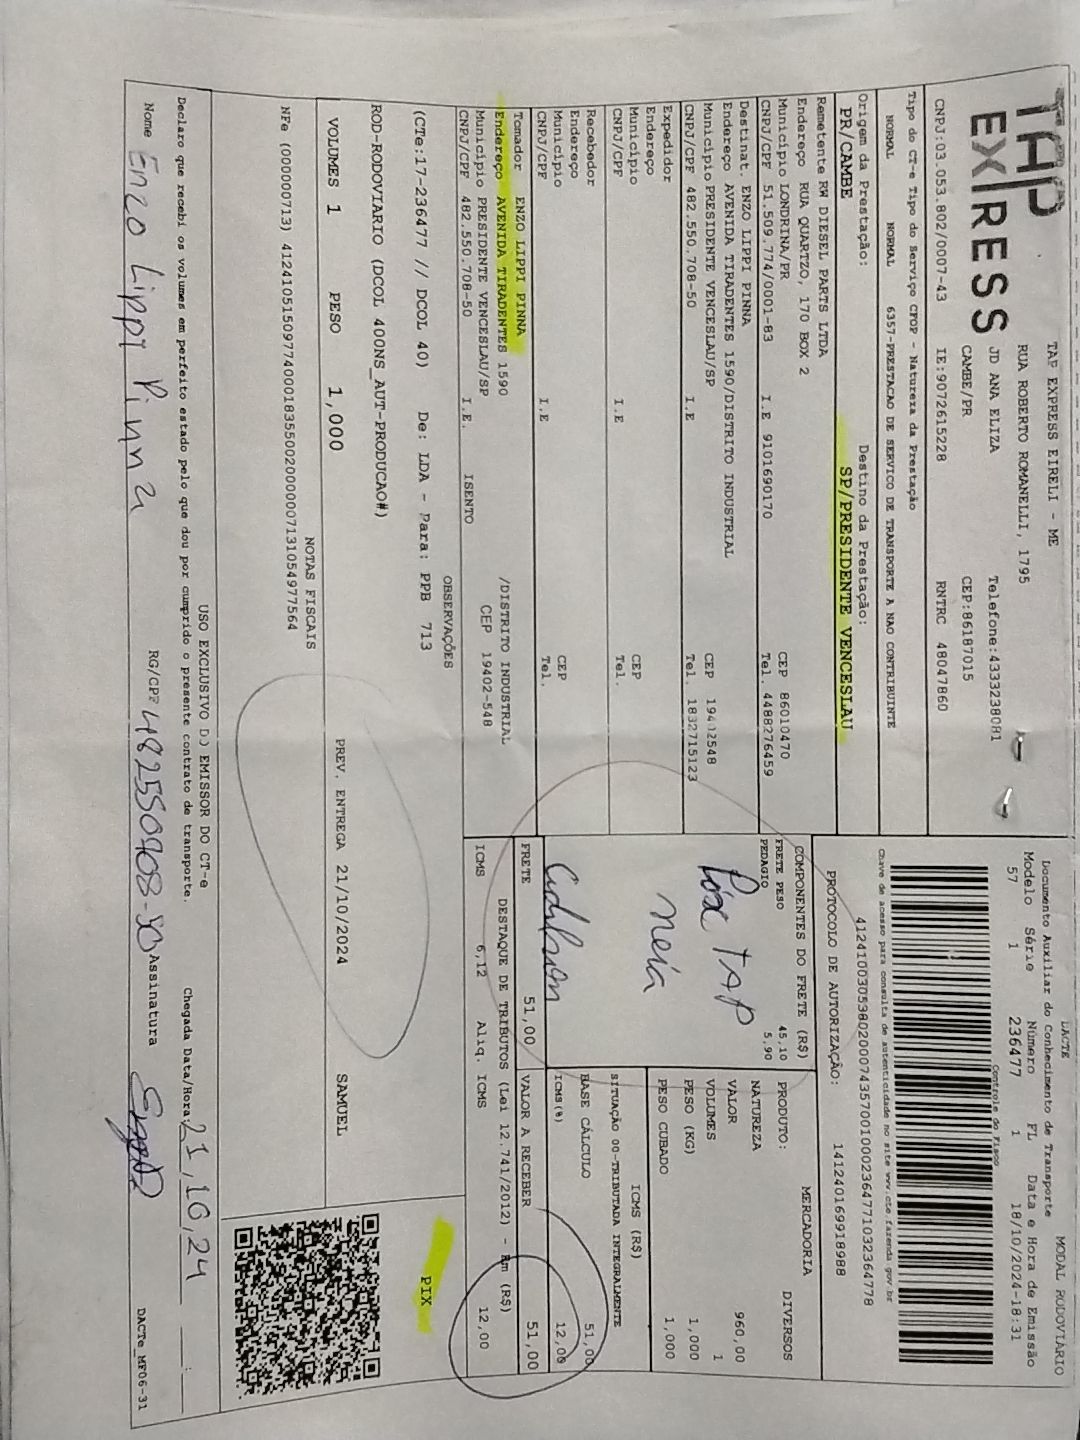 TAP
EXPRESS
TAP EXPRESS EIRELI - ME
RUA ROBERTO ROMANELLI, 1795
JD ANA ELIZA
CAMBE/PR
Telefone:4333238081
CEP:86187015
CNPJ:03.053.802/0007-43 IE:9072615228 RNTRC 48047860
Tipo do CT-e Tipo do Serviço CFOP - Natureza da Prestação
NORMAL NORMAL 6357-PRESTACAO DE SERVICO DE TRANSPORTE A NAO CONTRIBUINTE
Origem da Prestação: Destino da Prestação:
PR/CAMBE SP/PRESIDENTE VENCESLAU
DACTE MODAL RODOVIÁRIO
Documento Auxiliar do Conhecimento de Transporte
Modelo Série Número FL Data e Hora de Emissão
57 1 236477 1 18/10/2024-18:31
Controle do Fisco
Chave de acesso para consulta de autenticidade no site www.cte.fazenda.gov.br
41241003053802000743570010002364771032364778
PROTOCOLO DE AUTORIZAÇÃO: 141240169918988
Remetente RW DIESEL PARTS LTDA
Endereço RUA QUARTZO, 170 BOX 2
Município LONDRINA/PR CEP 86010470
CNPJ/CPF 51.509.774/0001-83 I.E 9101690170 Tel. 4488276459
Destinat. ENZO LIPPI PINNA
Endereço AVENIDA TIRADENTES 1590/DISTRITO INDUSTRIAL
Município PRESIDENTE VENCESLAU/SP CEP 19402548
CNPJ/CPF 482.550.708-50 I.E Tel. 1832715123
Expedidor
Endereço
Município CEP
CNPJ/CPF I.E Tel.
Recebedor
Endereço
Município CEP
CNPJ/CPF I.E Tel.
Tomador ENZO LIPPI PINNA
Endereço AVENIDA TIRADENTES 1590 /DISTRITO INDUSTRIAL
Município PRESIDENTE VENCESLAU/SP CEP 19402-548
CNPJ/CPF 482.550.708-50 I.E. ISENTO
COMPONENTES DO FRETE (R$)
FRETE PESO 45,10
PEDAGIO 5,90
Pix TAP
neia
FRETE 51,00
MERCADORIA
PRODUTO: DIVERSOS
NATUREZA
VALOR 960,00
VOLUMES 1
PESO (KG) 1,000
PESO CUBADO 1,000
ICMS (R$)
SITUAÇÃO 00-TRIBUTADA INTEGRALMENTE
BASE CÁLCULO 51,00
ICMS(%) 12,00
VALOR A RECEBER 51,00
DESTAQUE DE TRIBUTOS (Lei 12.741/2012) - Em (R$)
ICMS 6,12 Aliq. ICMS 12,00
OBSERVAÇÕES
(CTe:17-236477 // DCOL 40) De: LDA - Para: PPB 713
ROD-RODOVIARIO (DCOL 400NS_AUT-PRODUCAO#)
PIX
VOLUMES 1 PESO 1,000 PREV. ENTREGA 21/10/2024 SAMUEL
NOTAS FISCAIS
NFe (000000713) 41241051509774000183550020000007131054977564
USO EXCLUSIVO DO EMISSOR DO CT-e
Declaro que recebi os volumes em perfeito estado pelo que dou por cumprido o presente contrato de transporte. Chegada Data/Hora: 21/10/24 __:__
Nome Enzo Lippi Pinna RG/CPF 482550708-50 Assinatura
DACTe_MF06-31